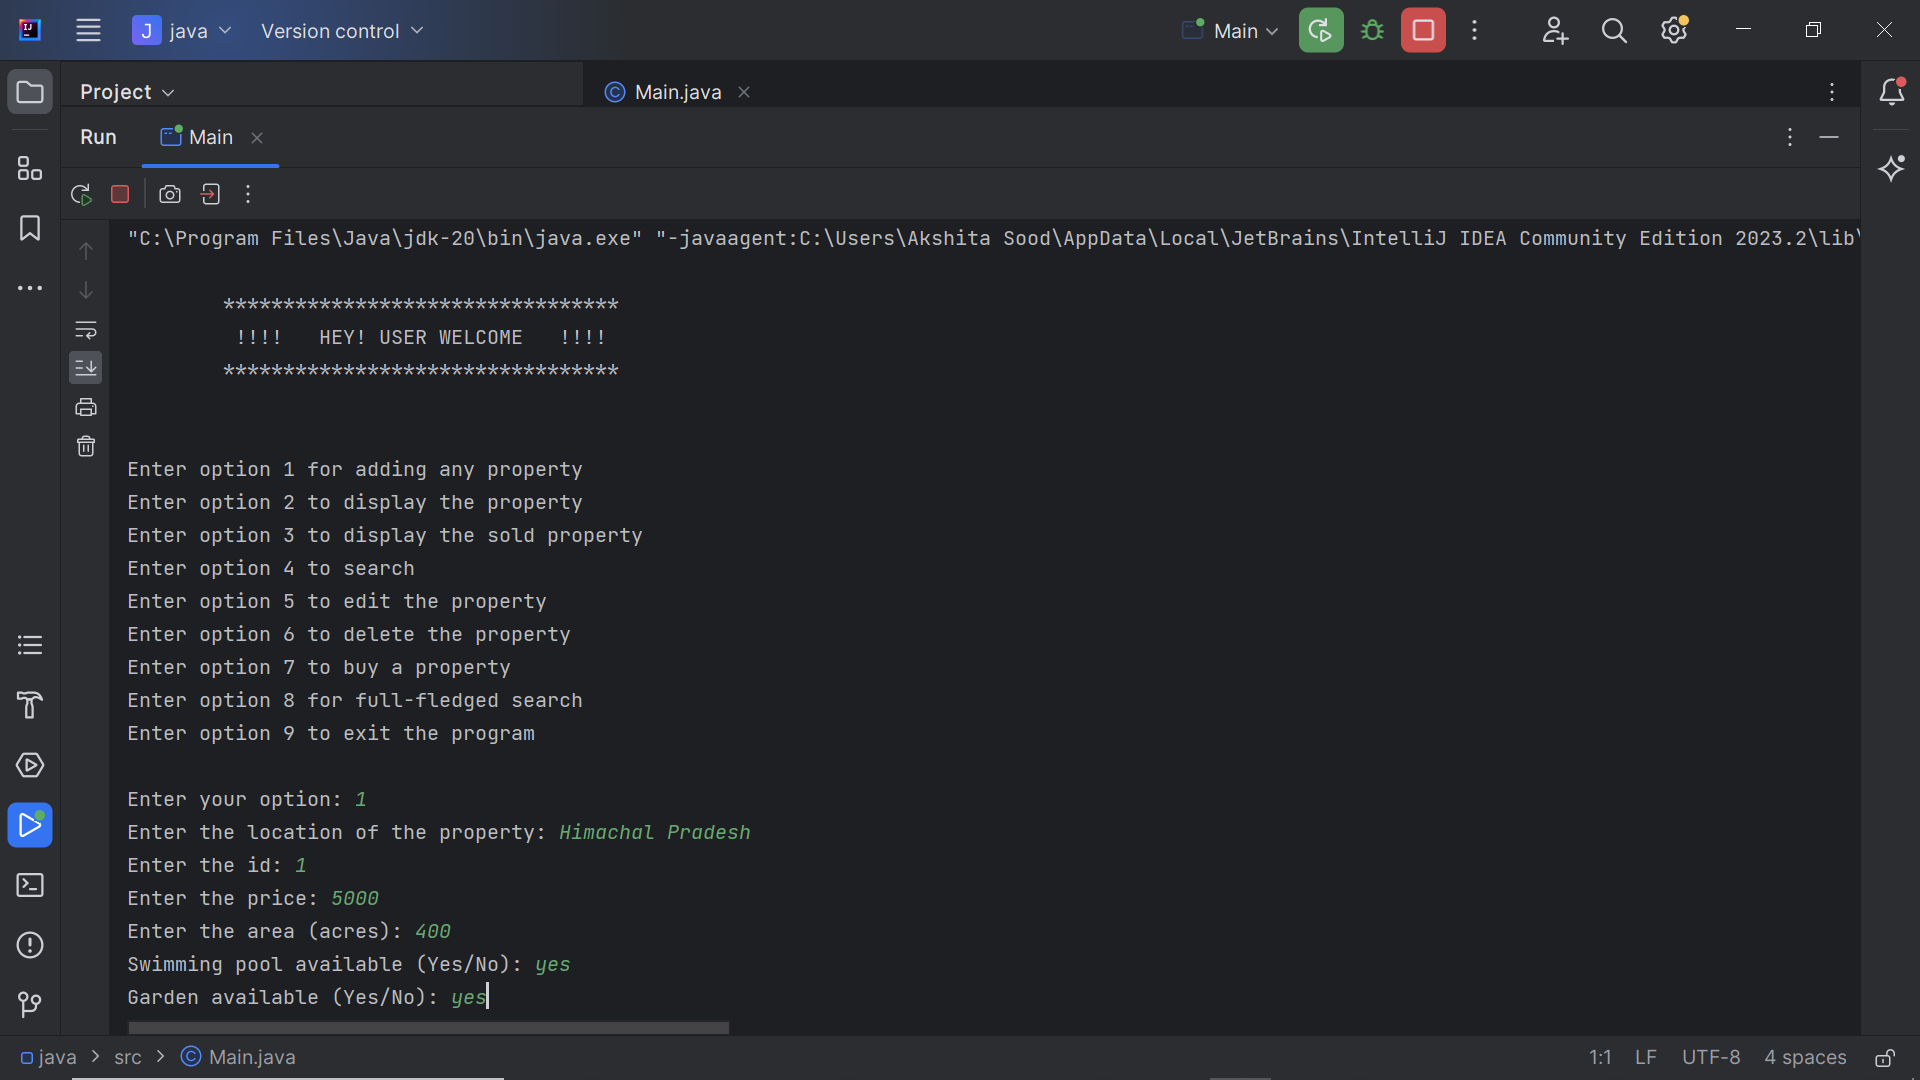 J java Version control Main
Project Main.java
Run Main
"C:\Program Files\Java\jdk-20\bin\java.exe" "-javaagent:C:\Users\Akshita Sood\AppData\Local\JetBrains\IntelliJ IDEA Community Edition 2023.2\lib\
*********************************
!!!! HEY! USER WELCOME !!!!
*********************************
Enter option 1 for adding any property
Enter option 2 to display the property
Enter option 3 to display the sold property
Enter option 4 to search
Enter option 5 to edit the property
Enter option 6 to delete the property
Enter option 7 to buy a property
Enter option 8 for full-fledged search
Enter option 9 to exit the program
Enter your option: 1
Enter the location of the property: Himachal Pradesh
Enter the id: 1
Enter the price: 5000
Enter the area (acres): 400
Swimming pool available (Yes/No): yes
Garden available (Yes/No): yes
java > src > Main.java 1:1 LF UTF-8 4 spaces